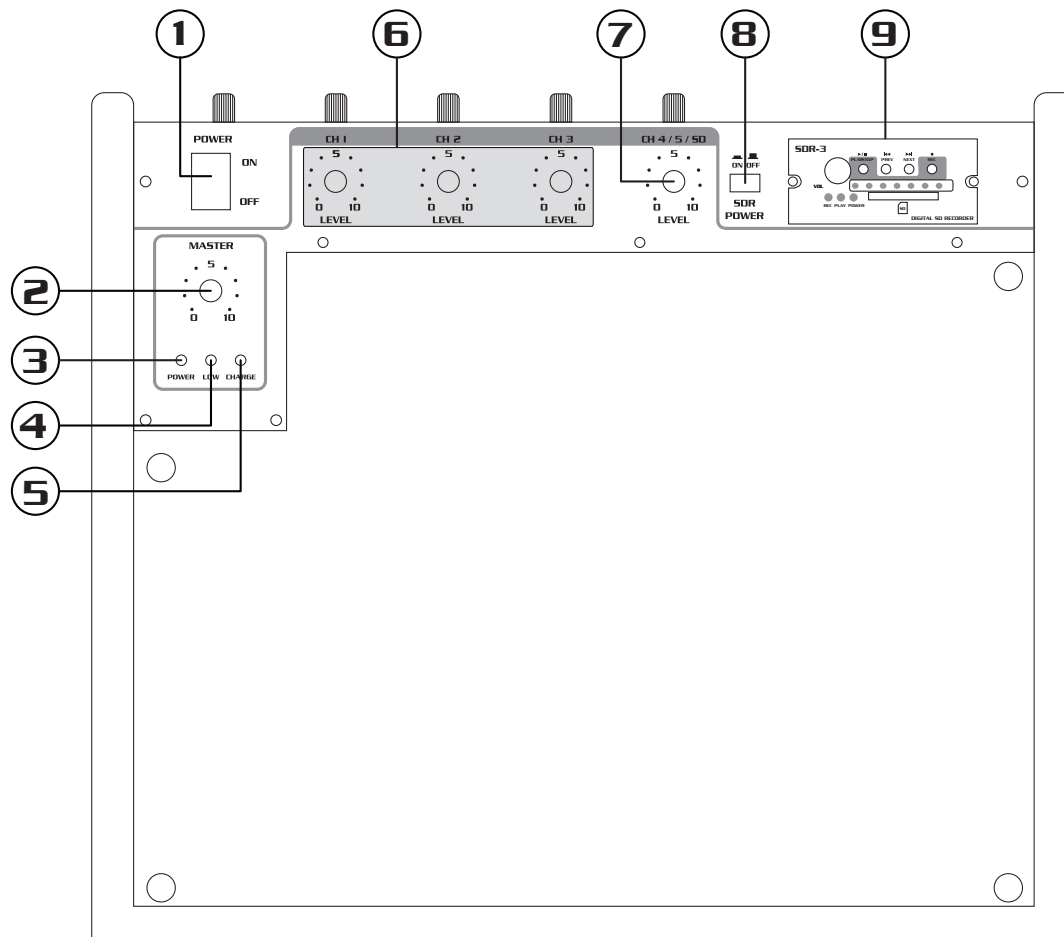 1 6 7 8 9
POWER
ON
OFF
CH 1 CH 2 CH 3 CH 4 / 5 / SD
5 5 5 5
0 10 0 10 0 10 0 10
LEVEL LEVEL LEVEL LEVEL
ON OFF
SDR
POWER
SDR-3
PLAY/STOP PREV NEXT REC
VOL
REC PLAY POWER
SD
DIGITAL SD RECORDER
MASTER
5
0 10
2
3
POWER LOW CHARGE
4
5